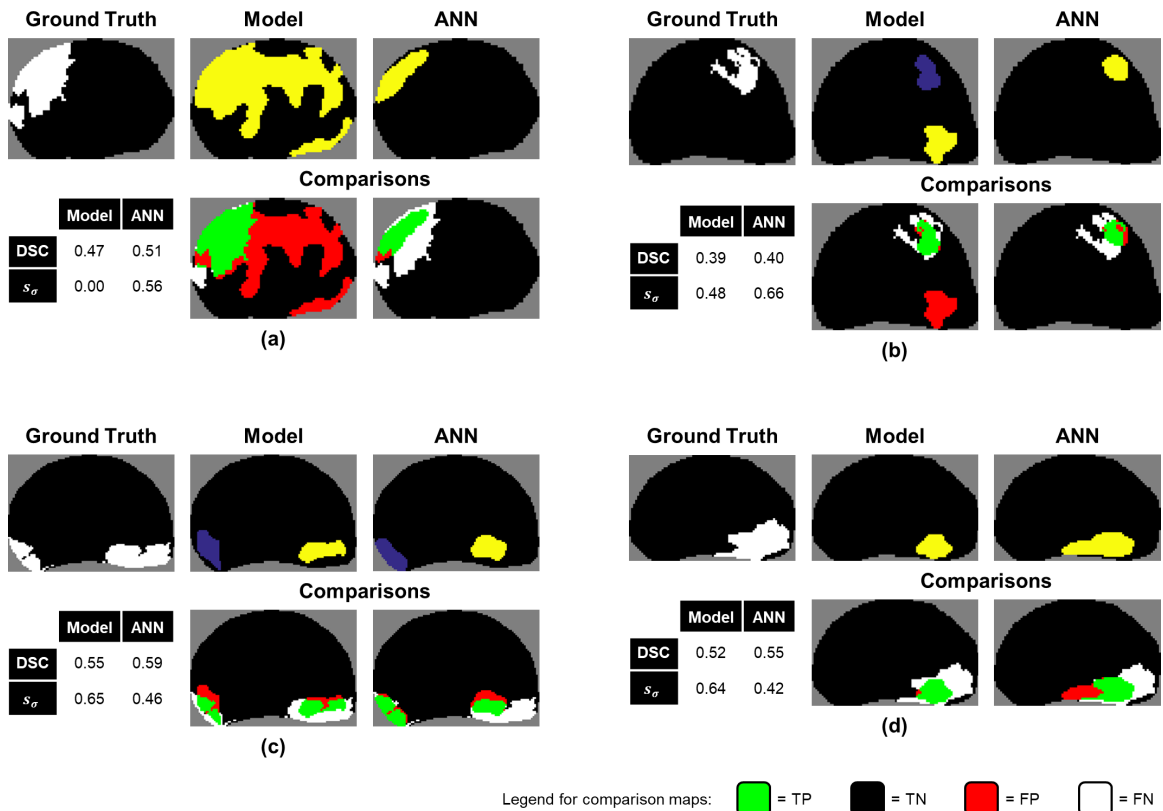 Ground Truth Model ANN
Comparisons
Model ANN
DSC 0.47 0.51
sσ 0.00 0.56
(a)
Ground Truth Model ANN
Comparisons
Model ANN
DSC 0.39 0.40
sσ 0.48 0.66
(b)
Ground Truth Model ANN
Comparisons
Model ANN
DSC 0.55 0.59
sσ 0.65 0.46
(c)
Ground Truth Model ANN
Comparisons
Model ANN
DSC 0.52 0.55
sσ 0.64 0.42
(d)
Legend for comparison maps: = TP = TN = FP = FN